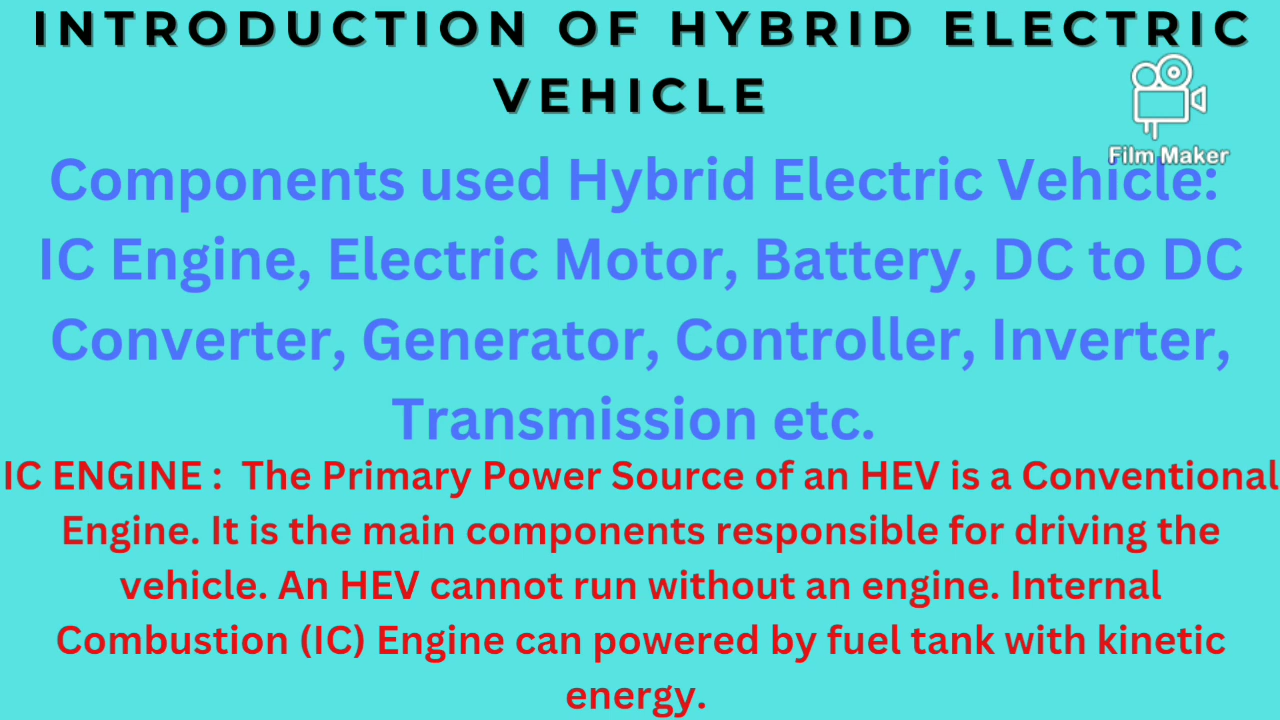 INTRODUCTION OF HYBRID ELECTRIC
VEHICLE
Film Maker
Components used Hybrid Electric Vehicle:
IC Engine, Electric Motor, Battery, DC to DC
Converter, Generator, Controller, Inverter,
Transmission etc.
IC ENGINE : The Primary Power Source of an HEV is a Conventional
Engine. It is the main components responsible for driving the
vehicle. An HEV cannot run without an engine. Internal
Combustion (IC) Engine can powered by fuel tank with kinetic
energy.